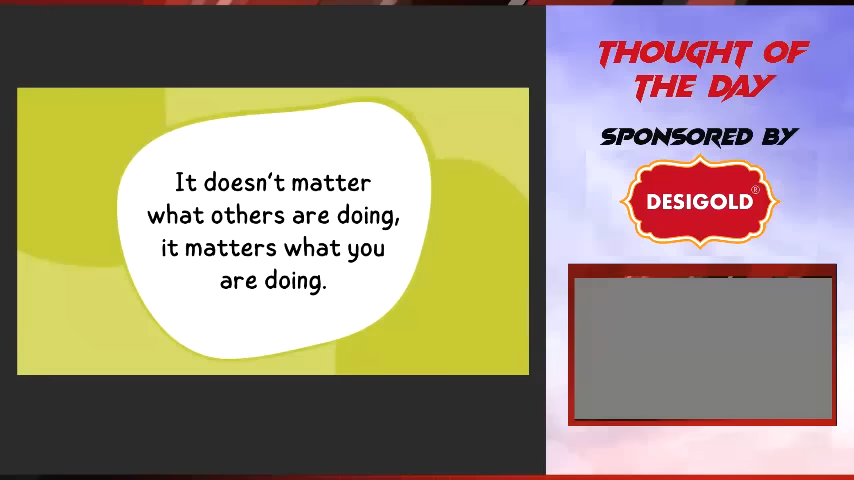 It doesn't matter
what others are doing,
it matters what you
are doing.
THOUGHT OF
THE DAY
SPONSORED BY
DESIGOLD®